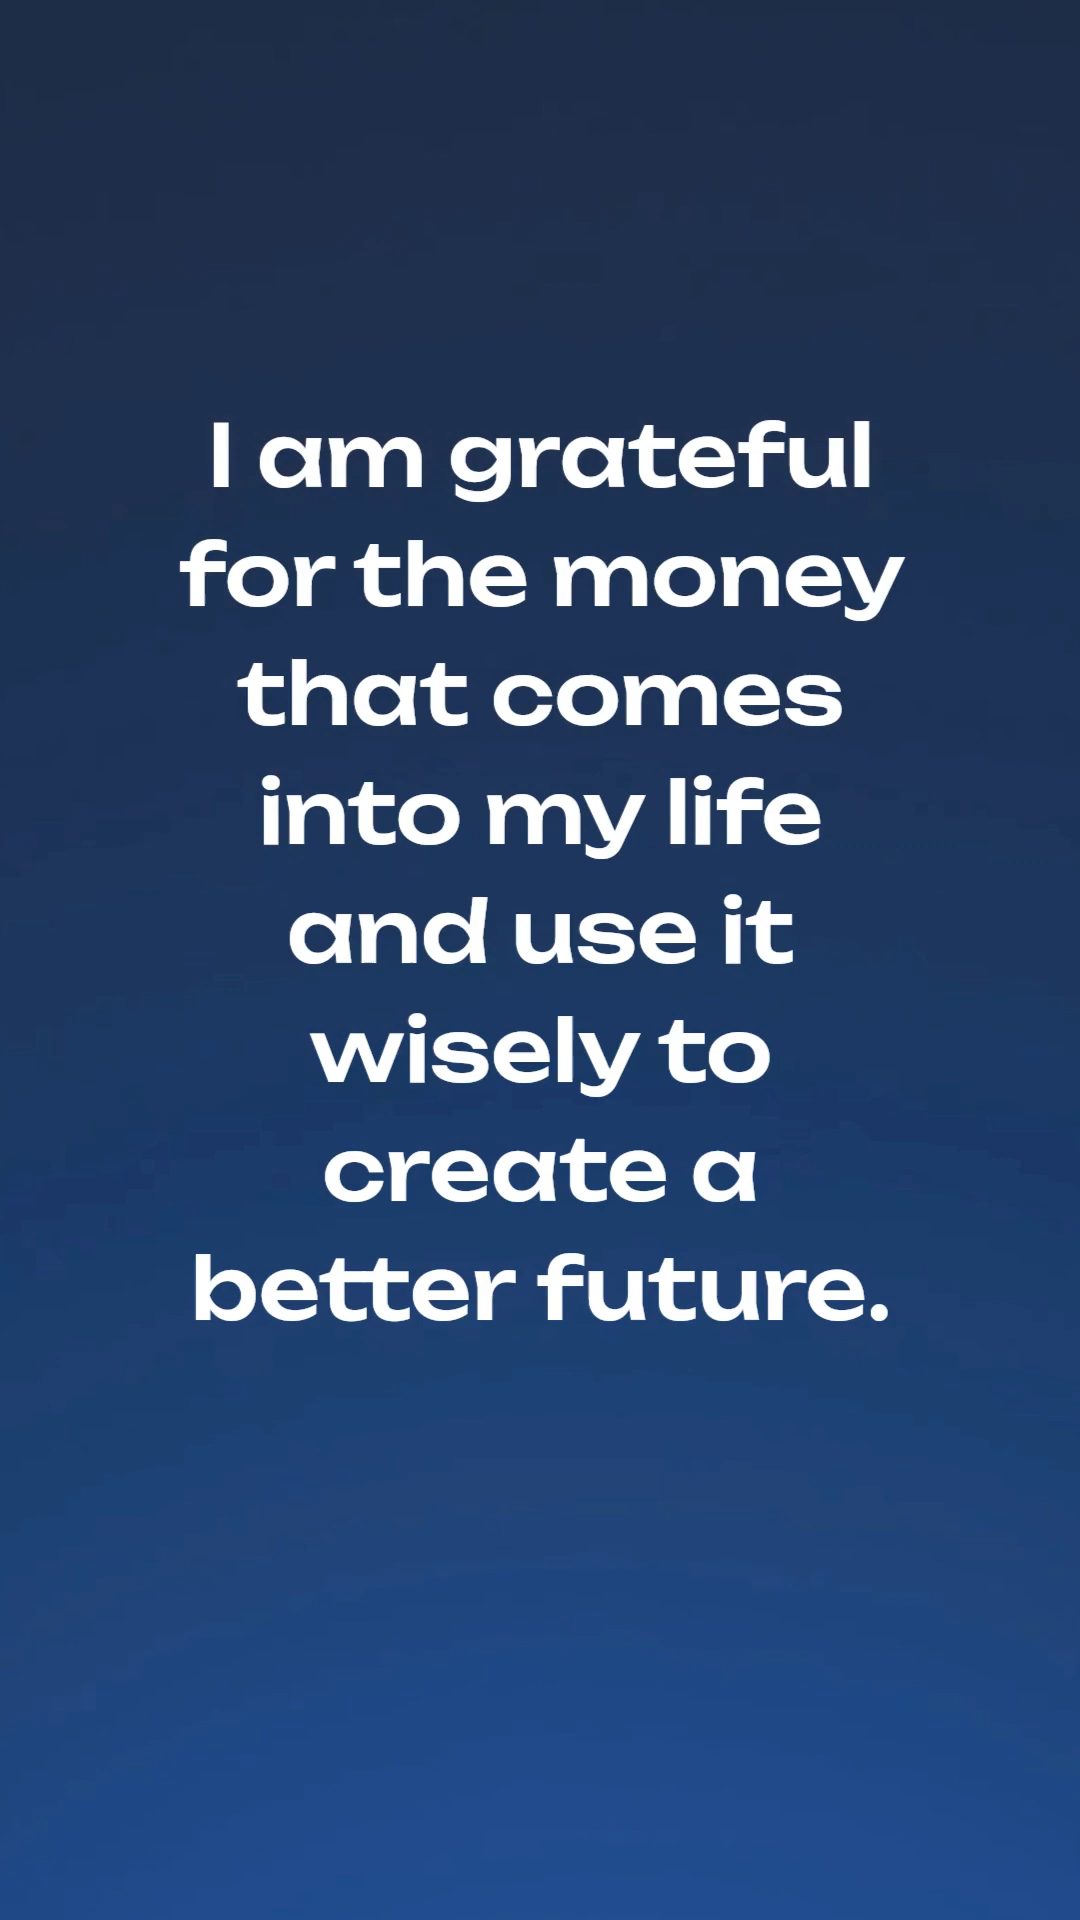 I am grateful
for the money
that comes
into my life
and use it
wisely to
create a
better future.